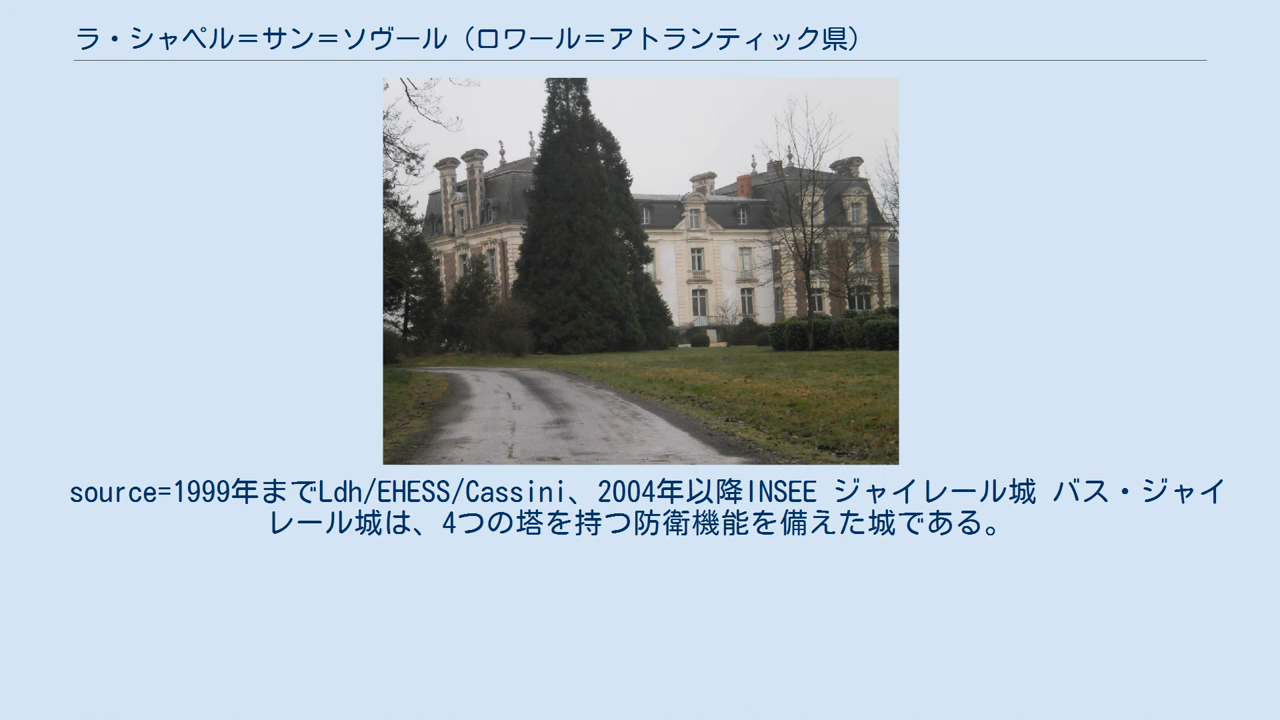 ラ・シャペル＝サン＝ソヴール（ロワール＝アトランティック県）
source=1999年までLdh/EHESS/Cassini、2004年以降INSEE ジャイレール城 バス・ジャイ
レール城は、4つの塔を持つ防衛機能を備えた城である。